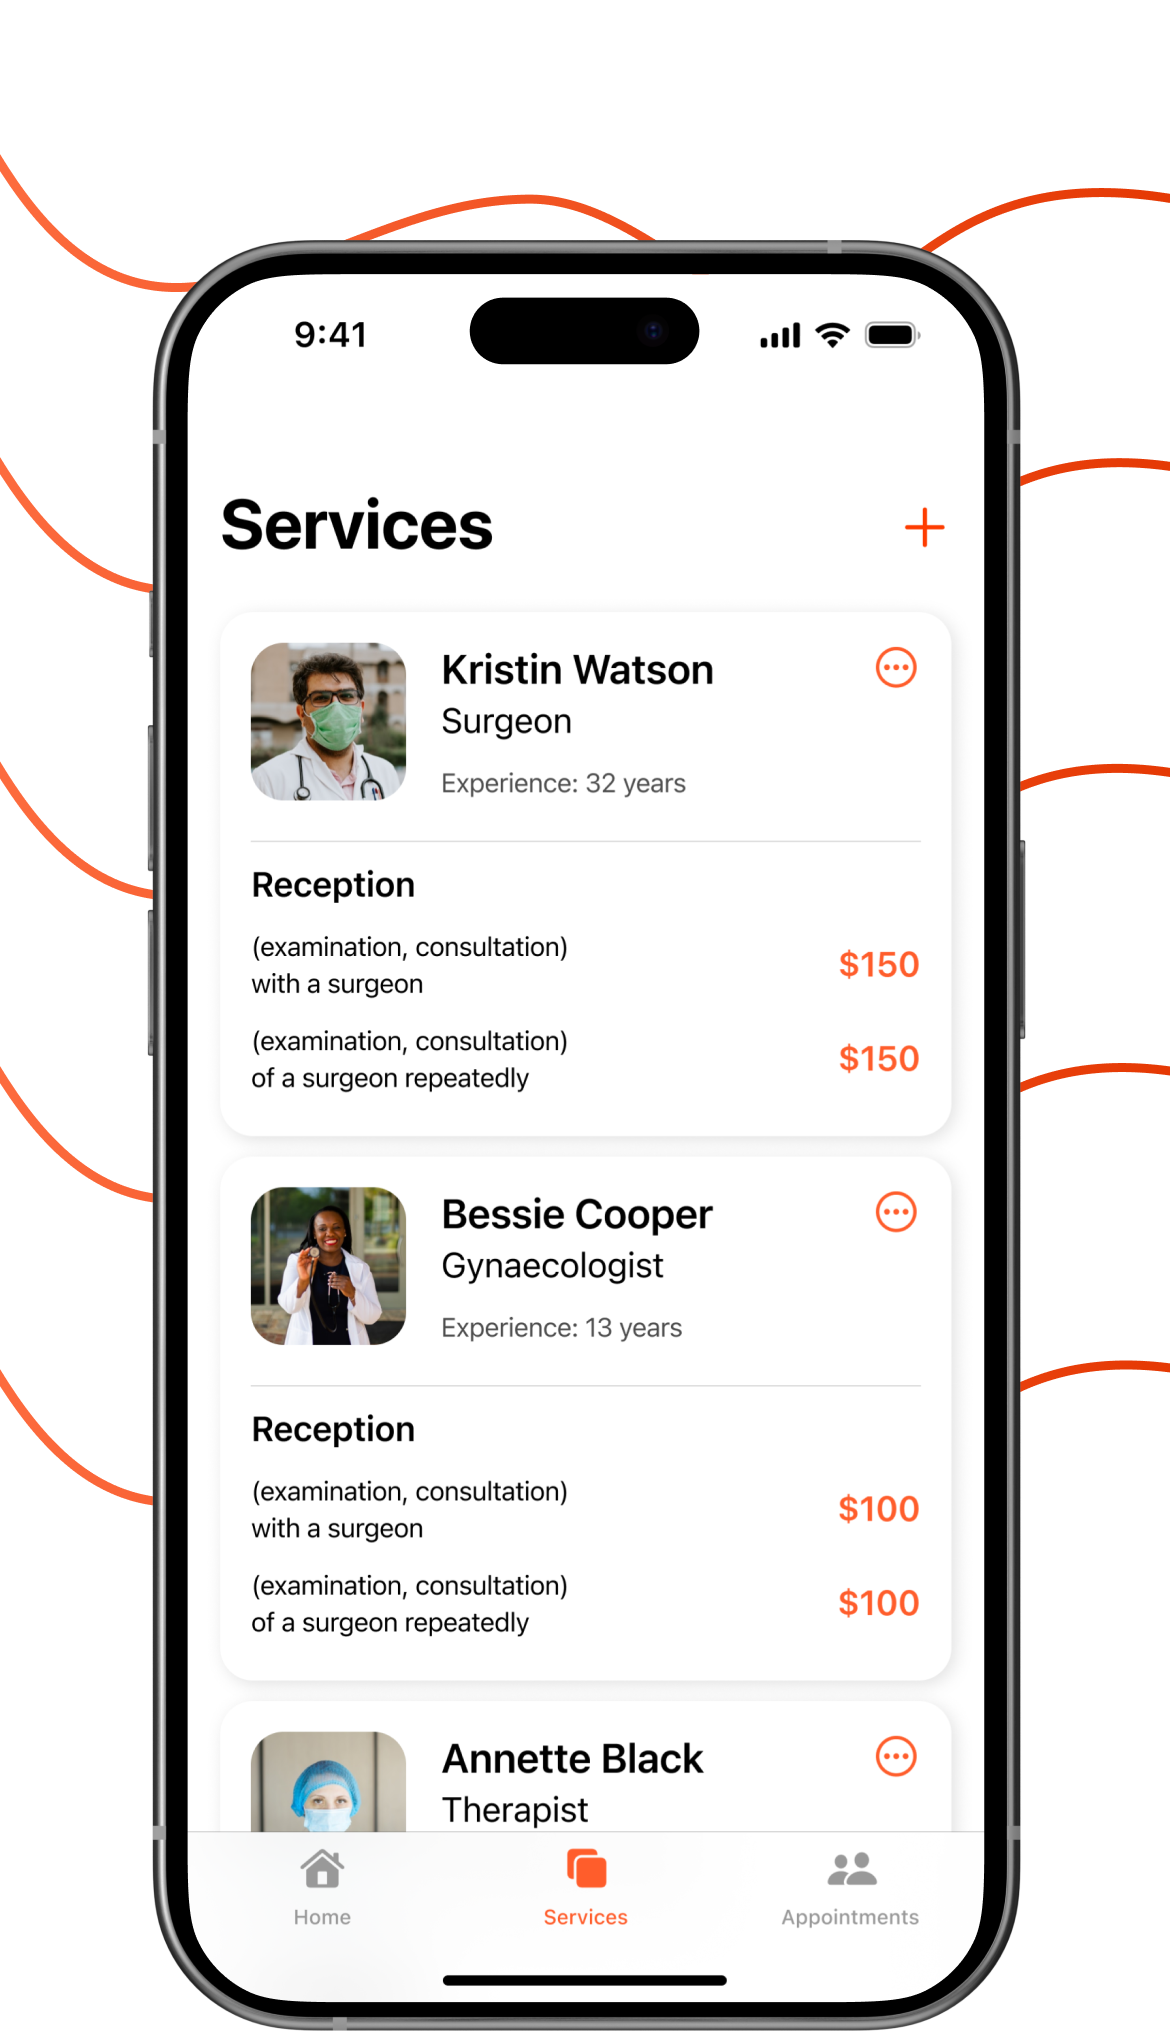 9:41
Services
Kristin Watson
Surgeon
Experience: 32 years
Reception
(examination, consultation)
with a surgeon
$150
(examination, consultation)
of a surgeon repeatedly
$150
Bessie Cooper
Gynaecologist
Experience: 13 years
Reception
(examination, consultation)
with a surgeon
$100
(examination, consultation)
of a surgeon repeatedly
$100
Annette Black
Therapist
Home
Services
Appointments